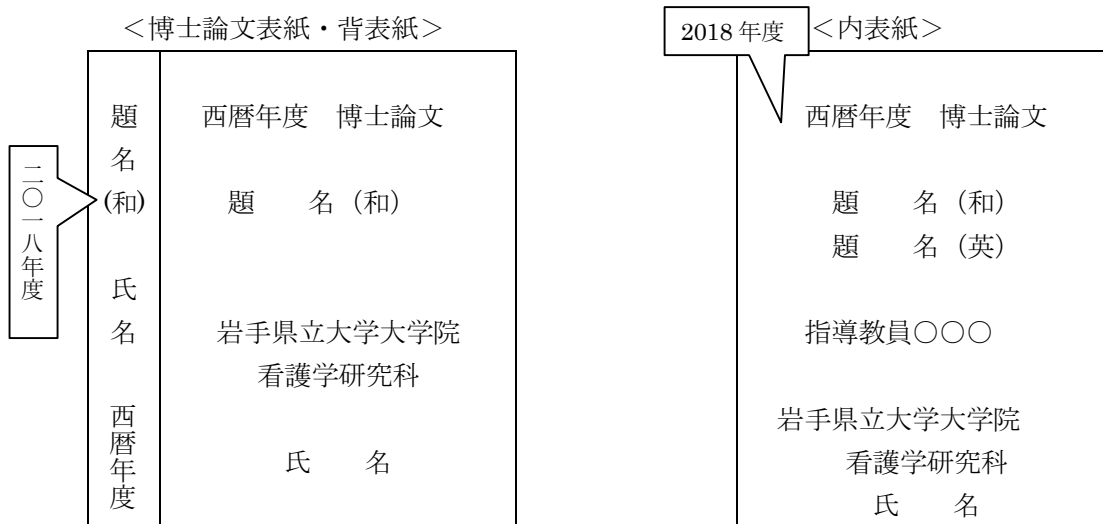 ＜博士論文表紙・背表紙＞
二〇一八年度
題名(和)
氏名
西暦年度
西暦年度　博士論文
題　　名（和）
岩手県立大学大学院
看護学研究科
氏　　名
2018 年度
＜内表紙＞
西暦年度　博士論文
題　　名（和）
題　　名（英）
指導教員○○○
岩手県立大学大学院
看護学研究科
氏　　名